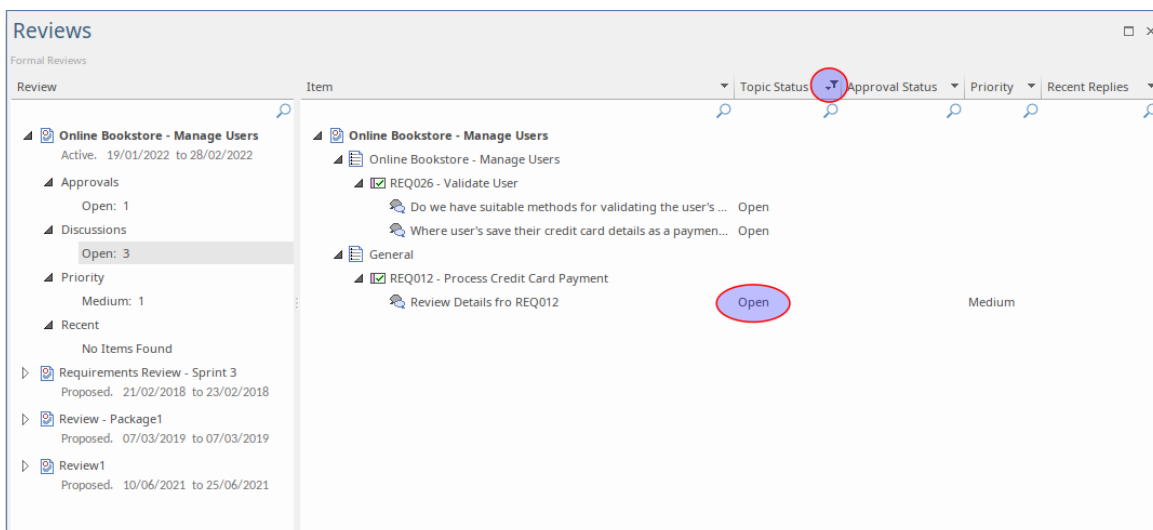 Reviews
Formal Reviews
Review
Item Topic Status Approval Status Priority Recent Replies
Online Bookstore - Manage Users
Active. 19/01/2022 to 28/02/2022
Approvals
Open: 1
Discussions
Open: 3
Priority
Medium: 1
Recent
No Items Found
Requirements Review - Sprint 3
Proposed. 21/02/2018 to 23/02/2018
Review - Package1
Proposed. 07/03/2019 to 07/03/2019
Review1
Proposed. 10/06/2021 to 25/06/2021
Online Bookstore - Manage Users
Online Bookstore - Manage Users
REQ026 - Validate User
Do we have suitable methods for validating the user's ... Open
Where user's save their credit card details as a paymen... Open
General
REQ012 - Process Credit Card Payment
Review Details fro REQ012 Open Medium